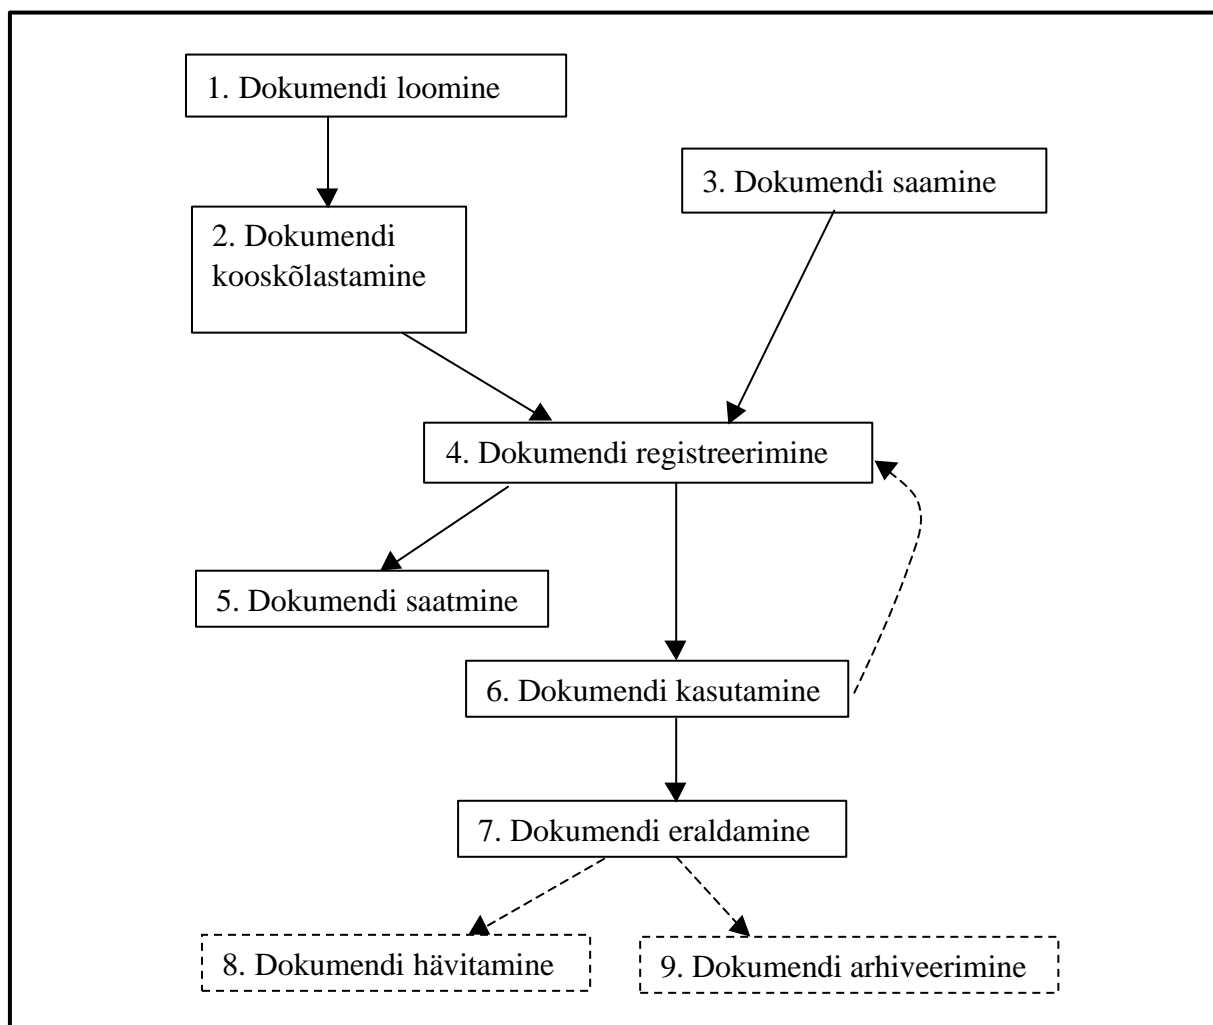 1. Dokumendi loomine
3. Dokumendi saamine
2. Dokumendi
kooskõlastamine
4. Dokumendi registreerimine
5. Dokumendi saatmine
6. Dokumendi kasutamine
7. Dokumendi eraldamine
8. Dokumendi hävitamine
9. Dokumendi arhiveerimine